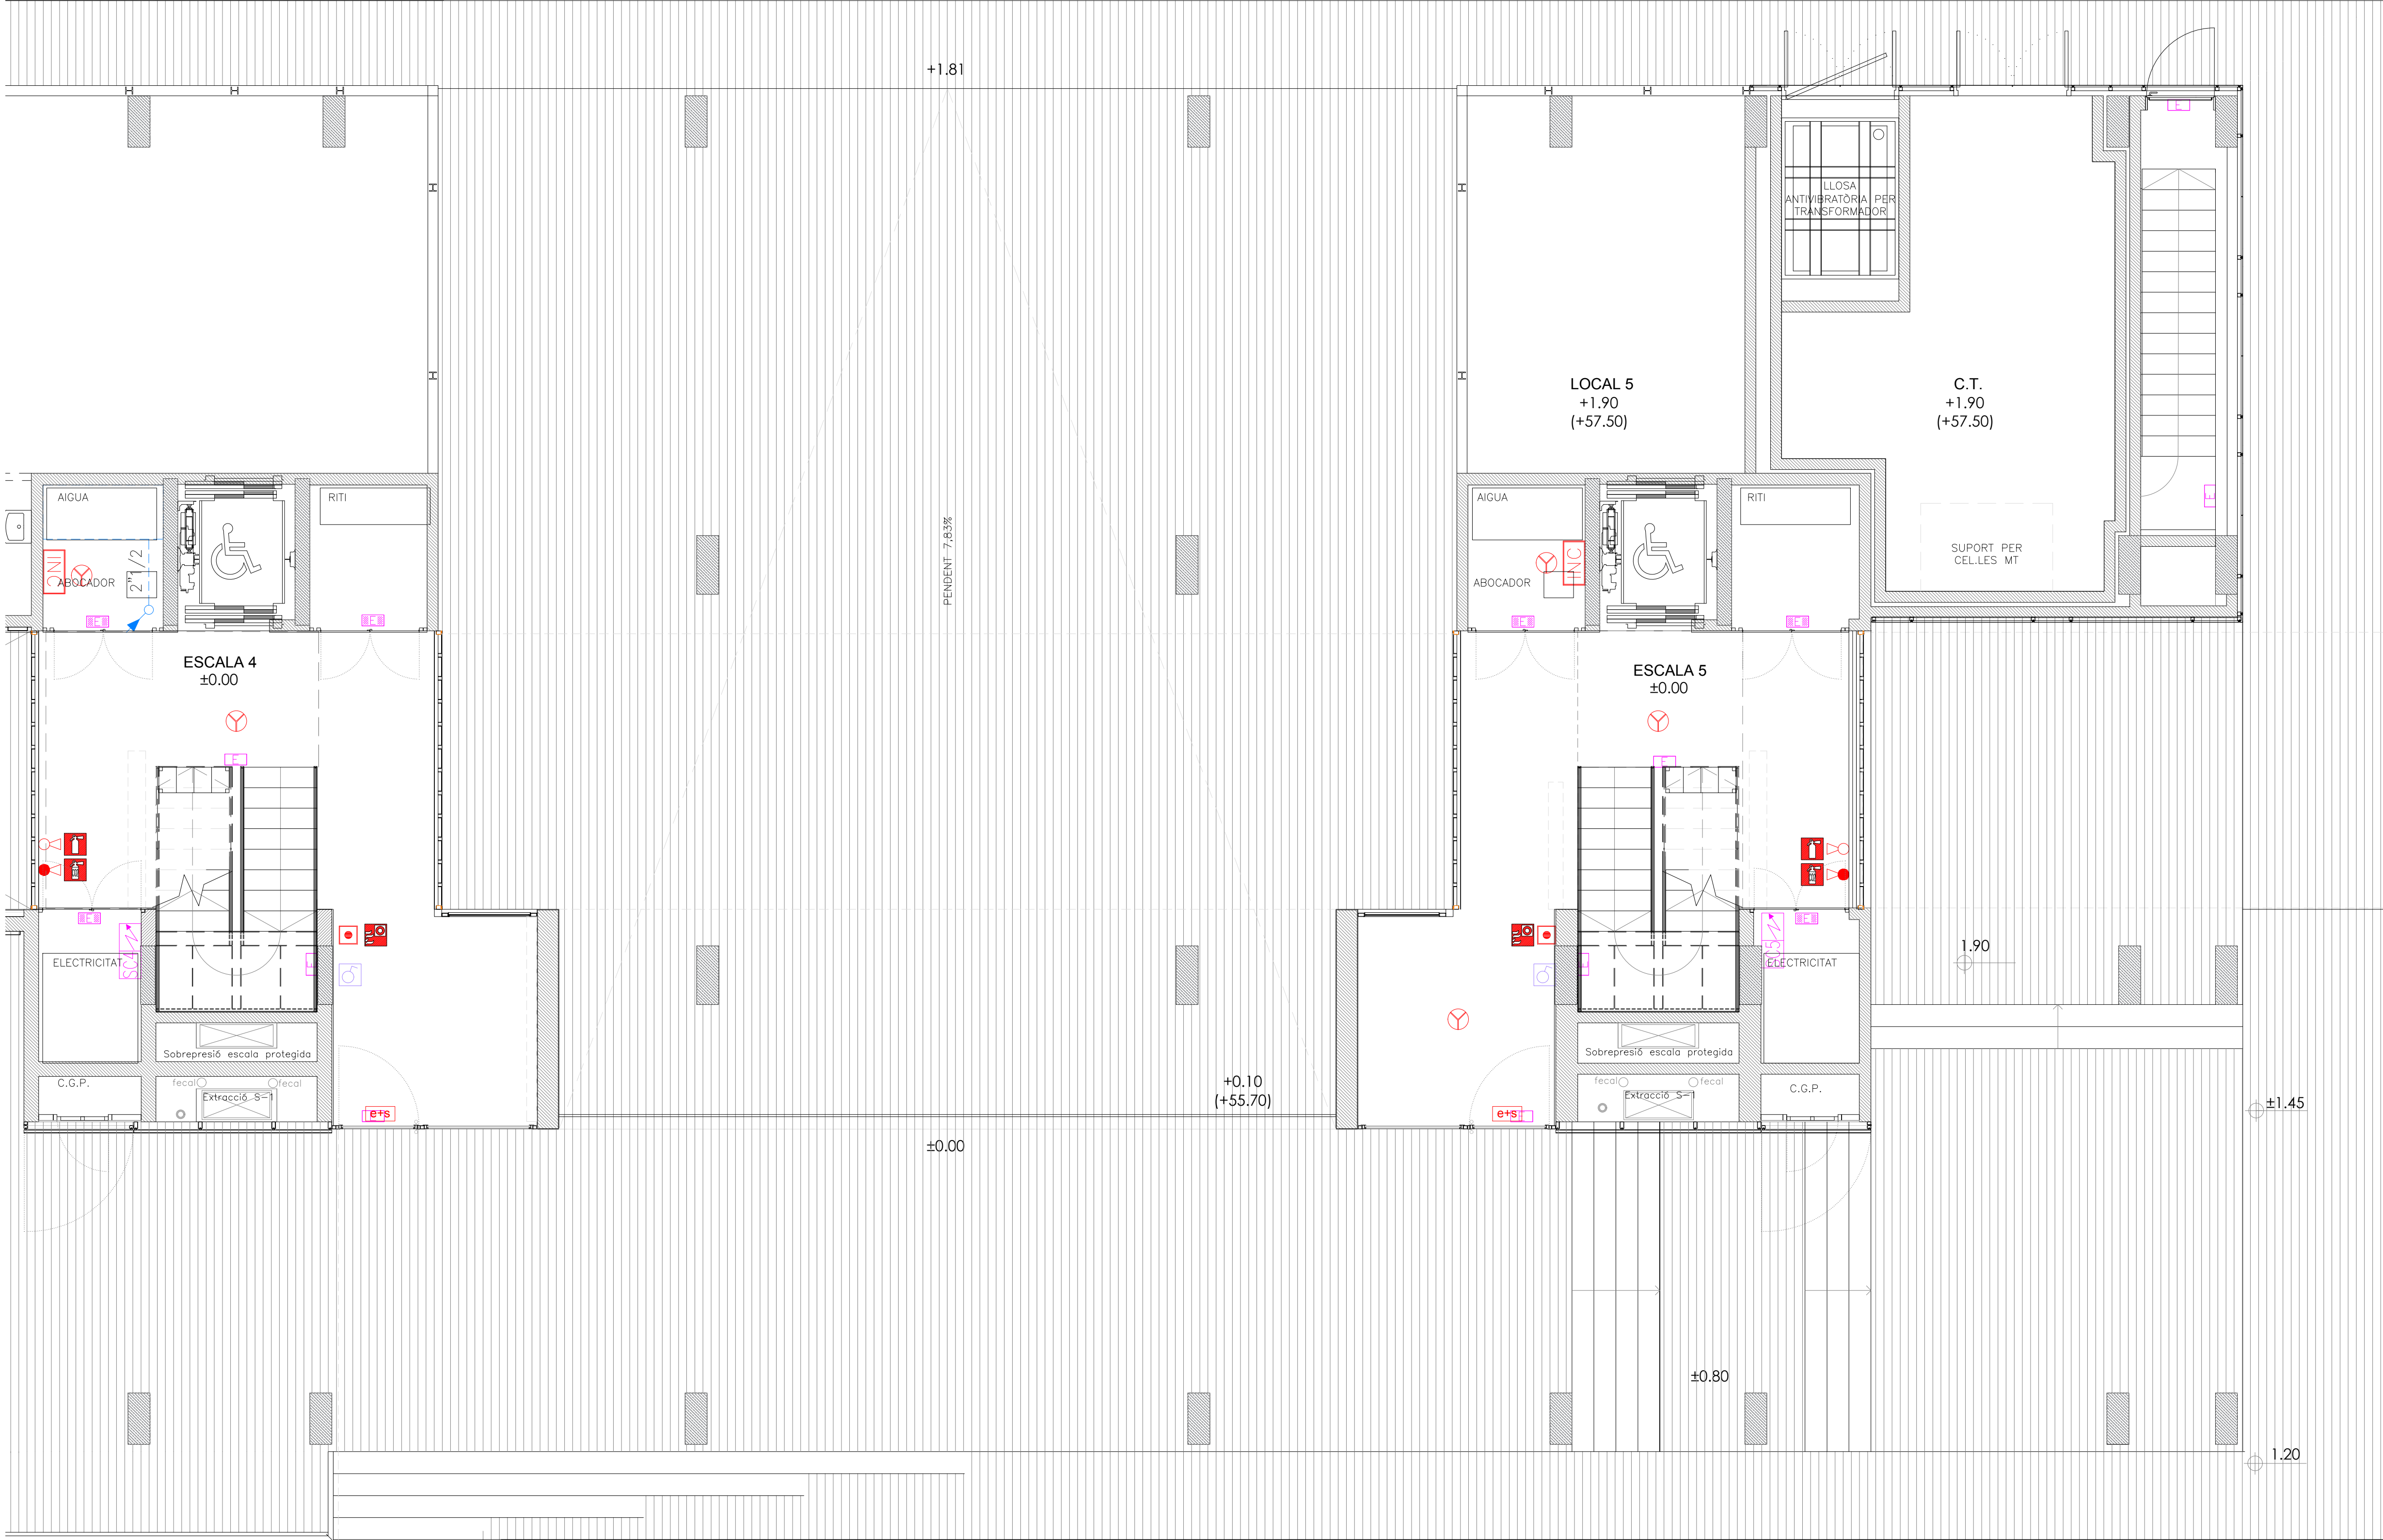 +1.81
E
LLOSA
ANTIVIBRATÒRIA PER
TRANSFORMADOR
LOCAL 5
+1.90
(+57.50)
C.T.
+1.90
(+57.50)
AIGUA
RITI
AIGUA
RITI
E
PENDENT 7,83%
INC
ABOCADOR
2"1/2
INC
ABOCADOR
SUPORT PER
CEL.LES MT
E
E
E
E
ESCALA 4
±0.00
ESCALA 5
±0.00
E
E
E
E
SC4
SC5
1.90
ELECTRICITAT
E
E
ELECTRICITAT
Sobrepresió escala protegida
Sobrepresió escala protegida
C.G.P.
fecal
fecal
Extracció S-1
e+s
E
+0.10
(+55.70)
e+s
E
fecal
fecal
Extracció S-1
C.G.P.
±1.45
±0.00
±0.80
1.20